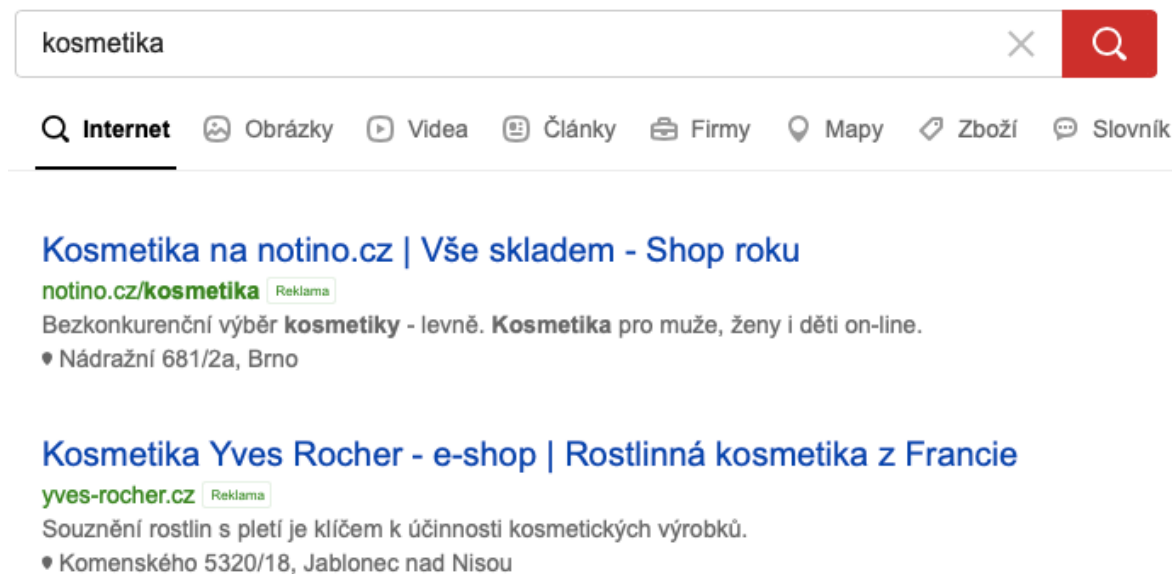 kosmetika
Internet Obrázky Videa Články Firmy Mapy Zboží Slovník
Kosmetika na notino.cz | Vše skladem - Shop roku
notino.cz/kosmetika Reklama
Bezkonkurenční výběr kosmetiky - levně. Kosmetika pro muže, ženy i děti on-line.
Nádražní 681/2a, Brno
Kosmetika Yves Rocher - e-shop | Rostlinná kosmetika z Francie
yves-rocher.cz Reklama
Souznění rostlin s pletí je klíčem k účinnosti kosmetických výrobků.
Komenského 5320/18, Jablonec nad Nisou